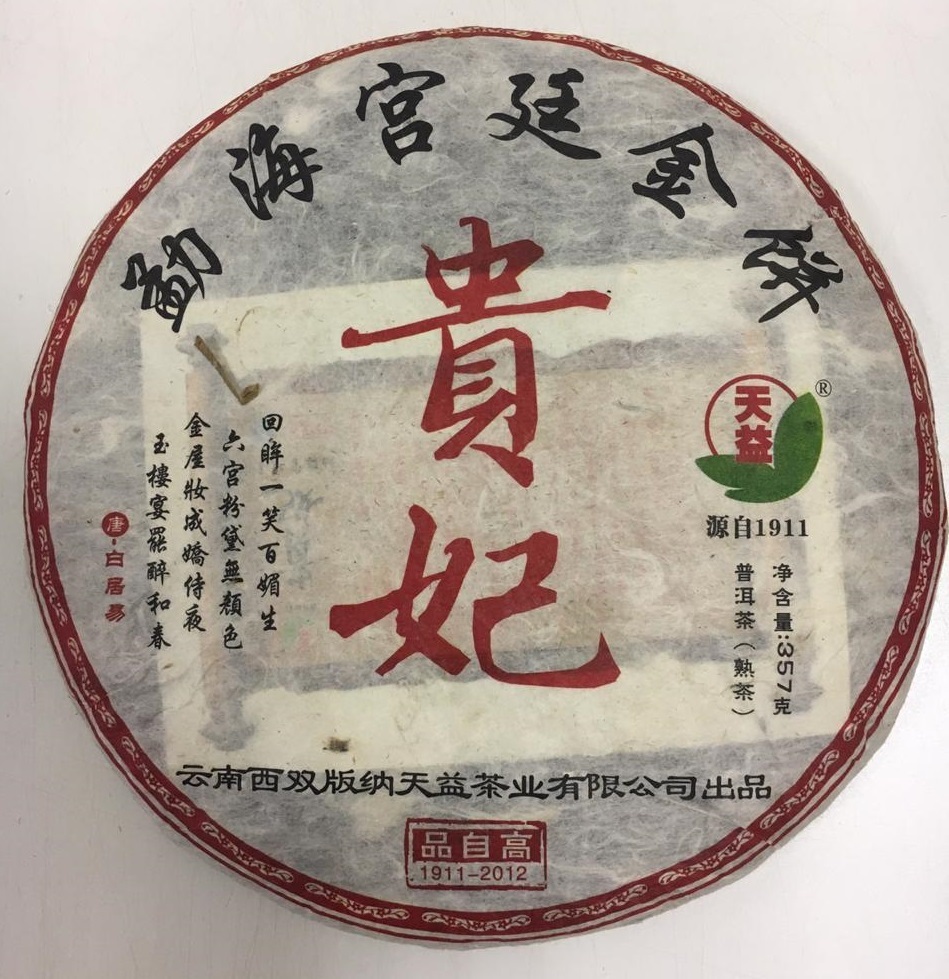 勐海宫廷金饼
貴妃
天益
®
源自1911
净含量:357克
普洱茶（熟茶）
回眸一笑百媚生
六宫粉黛無顏色
金屋妝成嬌侍夜
玉樓宴罷醉和春
唐·白居易
云南西双版纳天益茶业有限公司出品
品自高
1911-2012